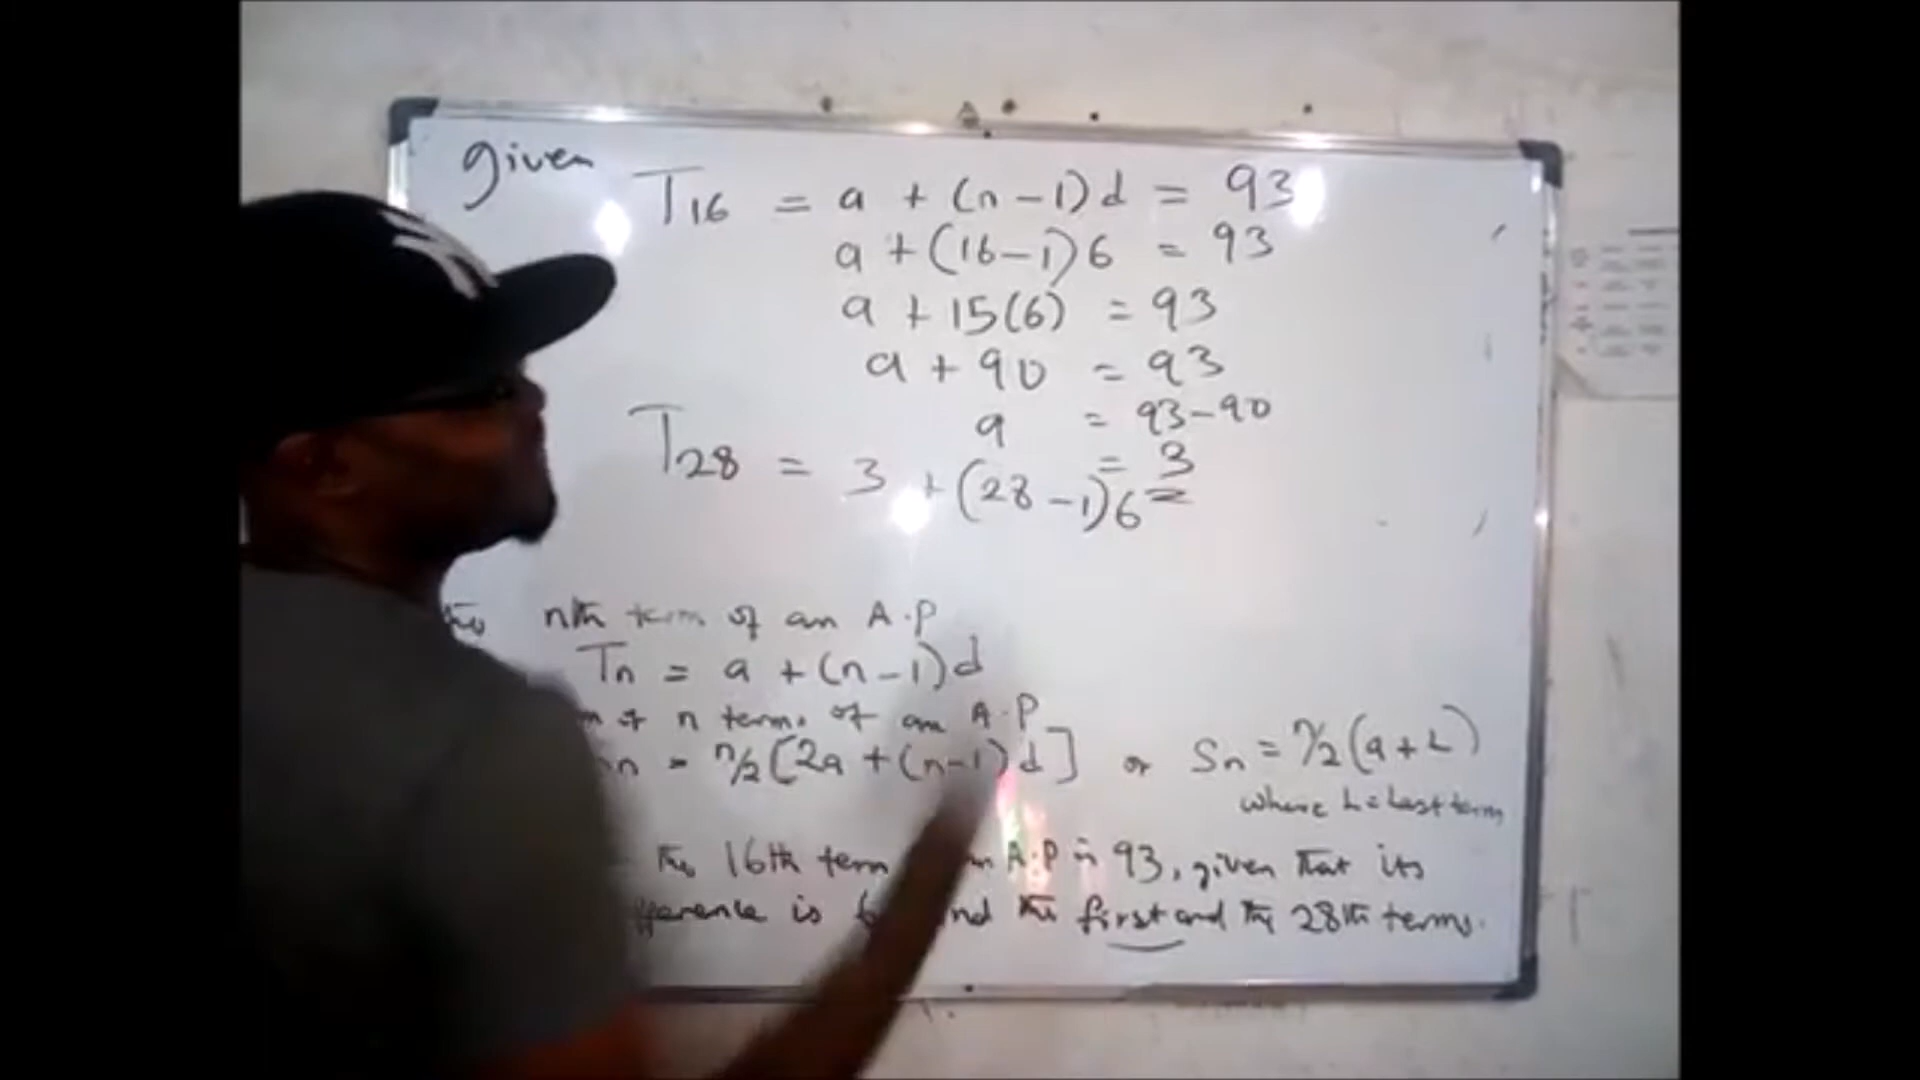 given
T16 = a + (n-1)d = 93
a + (16-1)6 = 93
a + 15(6) = 93
a + 90 = 93
a = 93-90
= 3
T28 = 3 + (28-1)6
nth term of an A.P
Tn = a + (n-1)d
n terms of an A.P
n = n/2[2a + (n-1)d] or Sn = n/2(a+L)
where L = Last term
The 16th term A.P is 93, given that its
is the first and the 28th terms.